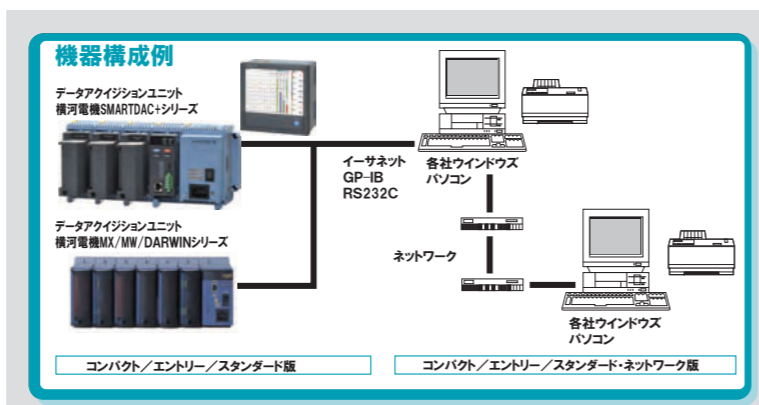 機器構成例
データアクイジションユニット
横河電機SMARTDAC+シリーズ
イーサネット
GP-IB
RS232C
各社ウインドウズ
パソコン
データアクイジションユニット
横河電機MX/MW/DARWINシリーズ
ネットワーク
各社ウインドウズ
パソコン
コンパクト／エントリー／スタンダード版
コンパクト／エントリー／スタンダード・ネットワーク版